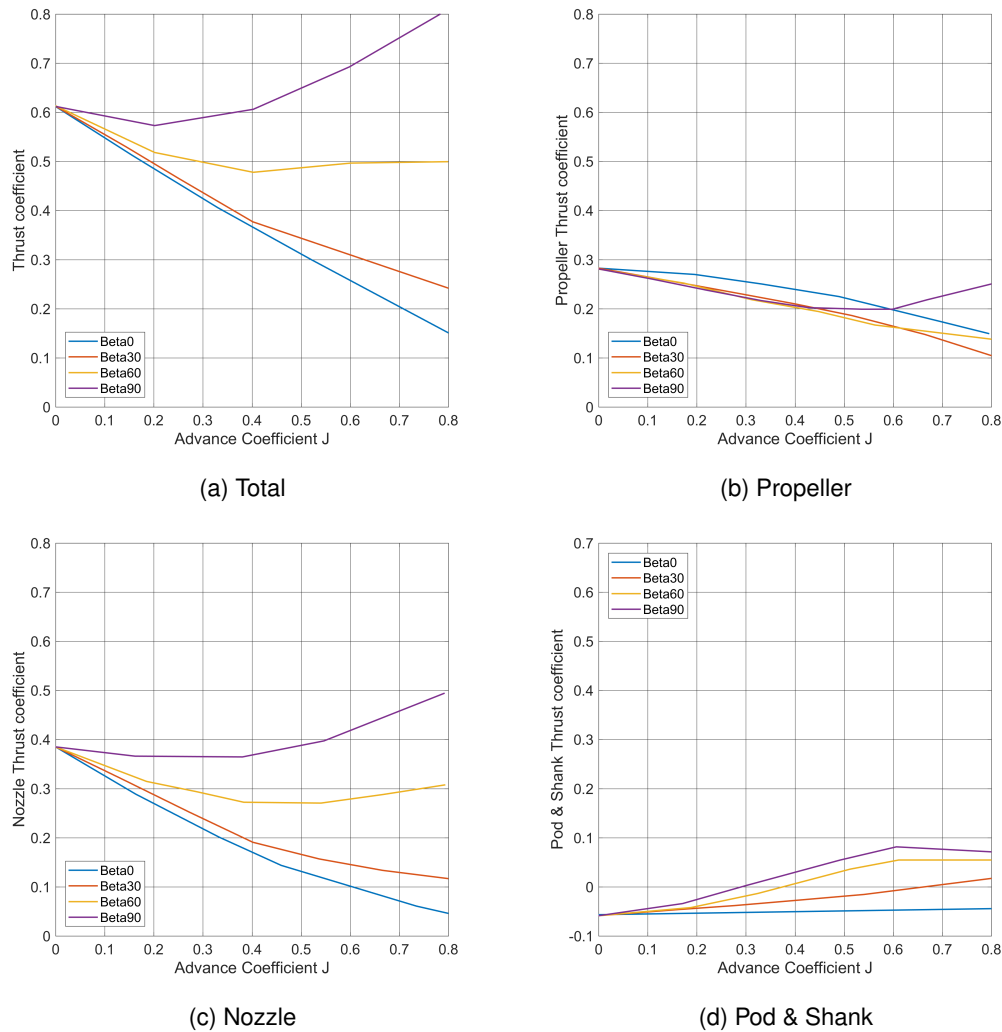 Thrust coefficient
0.8
0.7
0.6
0.5
0.4
0.3
0.2
0.1
0
Beta0
Beta30
Beta60
Beta90
0 0.1 0.2 0.3 0.4 0.5 0.6 0.7 0.8
Advance Coefficient J
(a) Total
Propeller Thrust coefficient
0.8
0.7
0.6
0.5
0.4
0.3
0.2
0.1
0
Beta0
Beta30
Beta60
Beta90
0 0.1 0.2 0.3 0.4 0.5 0.6 0.7 0.8
Advance Coefficient J
(b) Propeller
Nozzle Thrust coefficient
0.8
0.7
0.6
0.5
0.4
0.3
0.2
0.1
0
Beta0
Beta30
Beta60
Beta90
0 0.1 0.2 0.3 0.4 0.5 0.6 0.7 0.8
Advance Coefficient J
(c) Nozzle
Pod & Shank Thrust coefficient
0.7
0.6
0.5
0.4
0.3
0.2
0.1
0
-0.1
Beta0
Beta30
Beta60
Beta90
0 0.1 0.2 0.3 0.4 0.5 0.6 0.7 0.8
Advance Coefficient J
(d) Pod & Shank